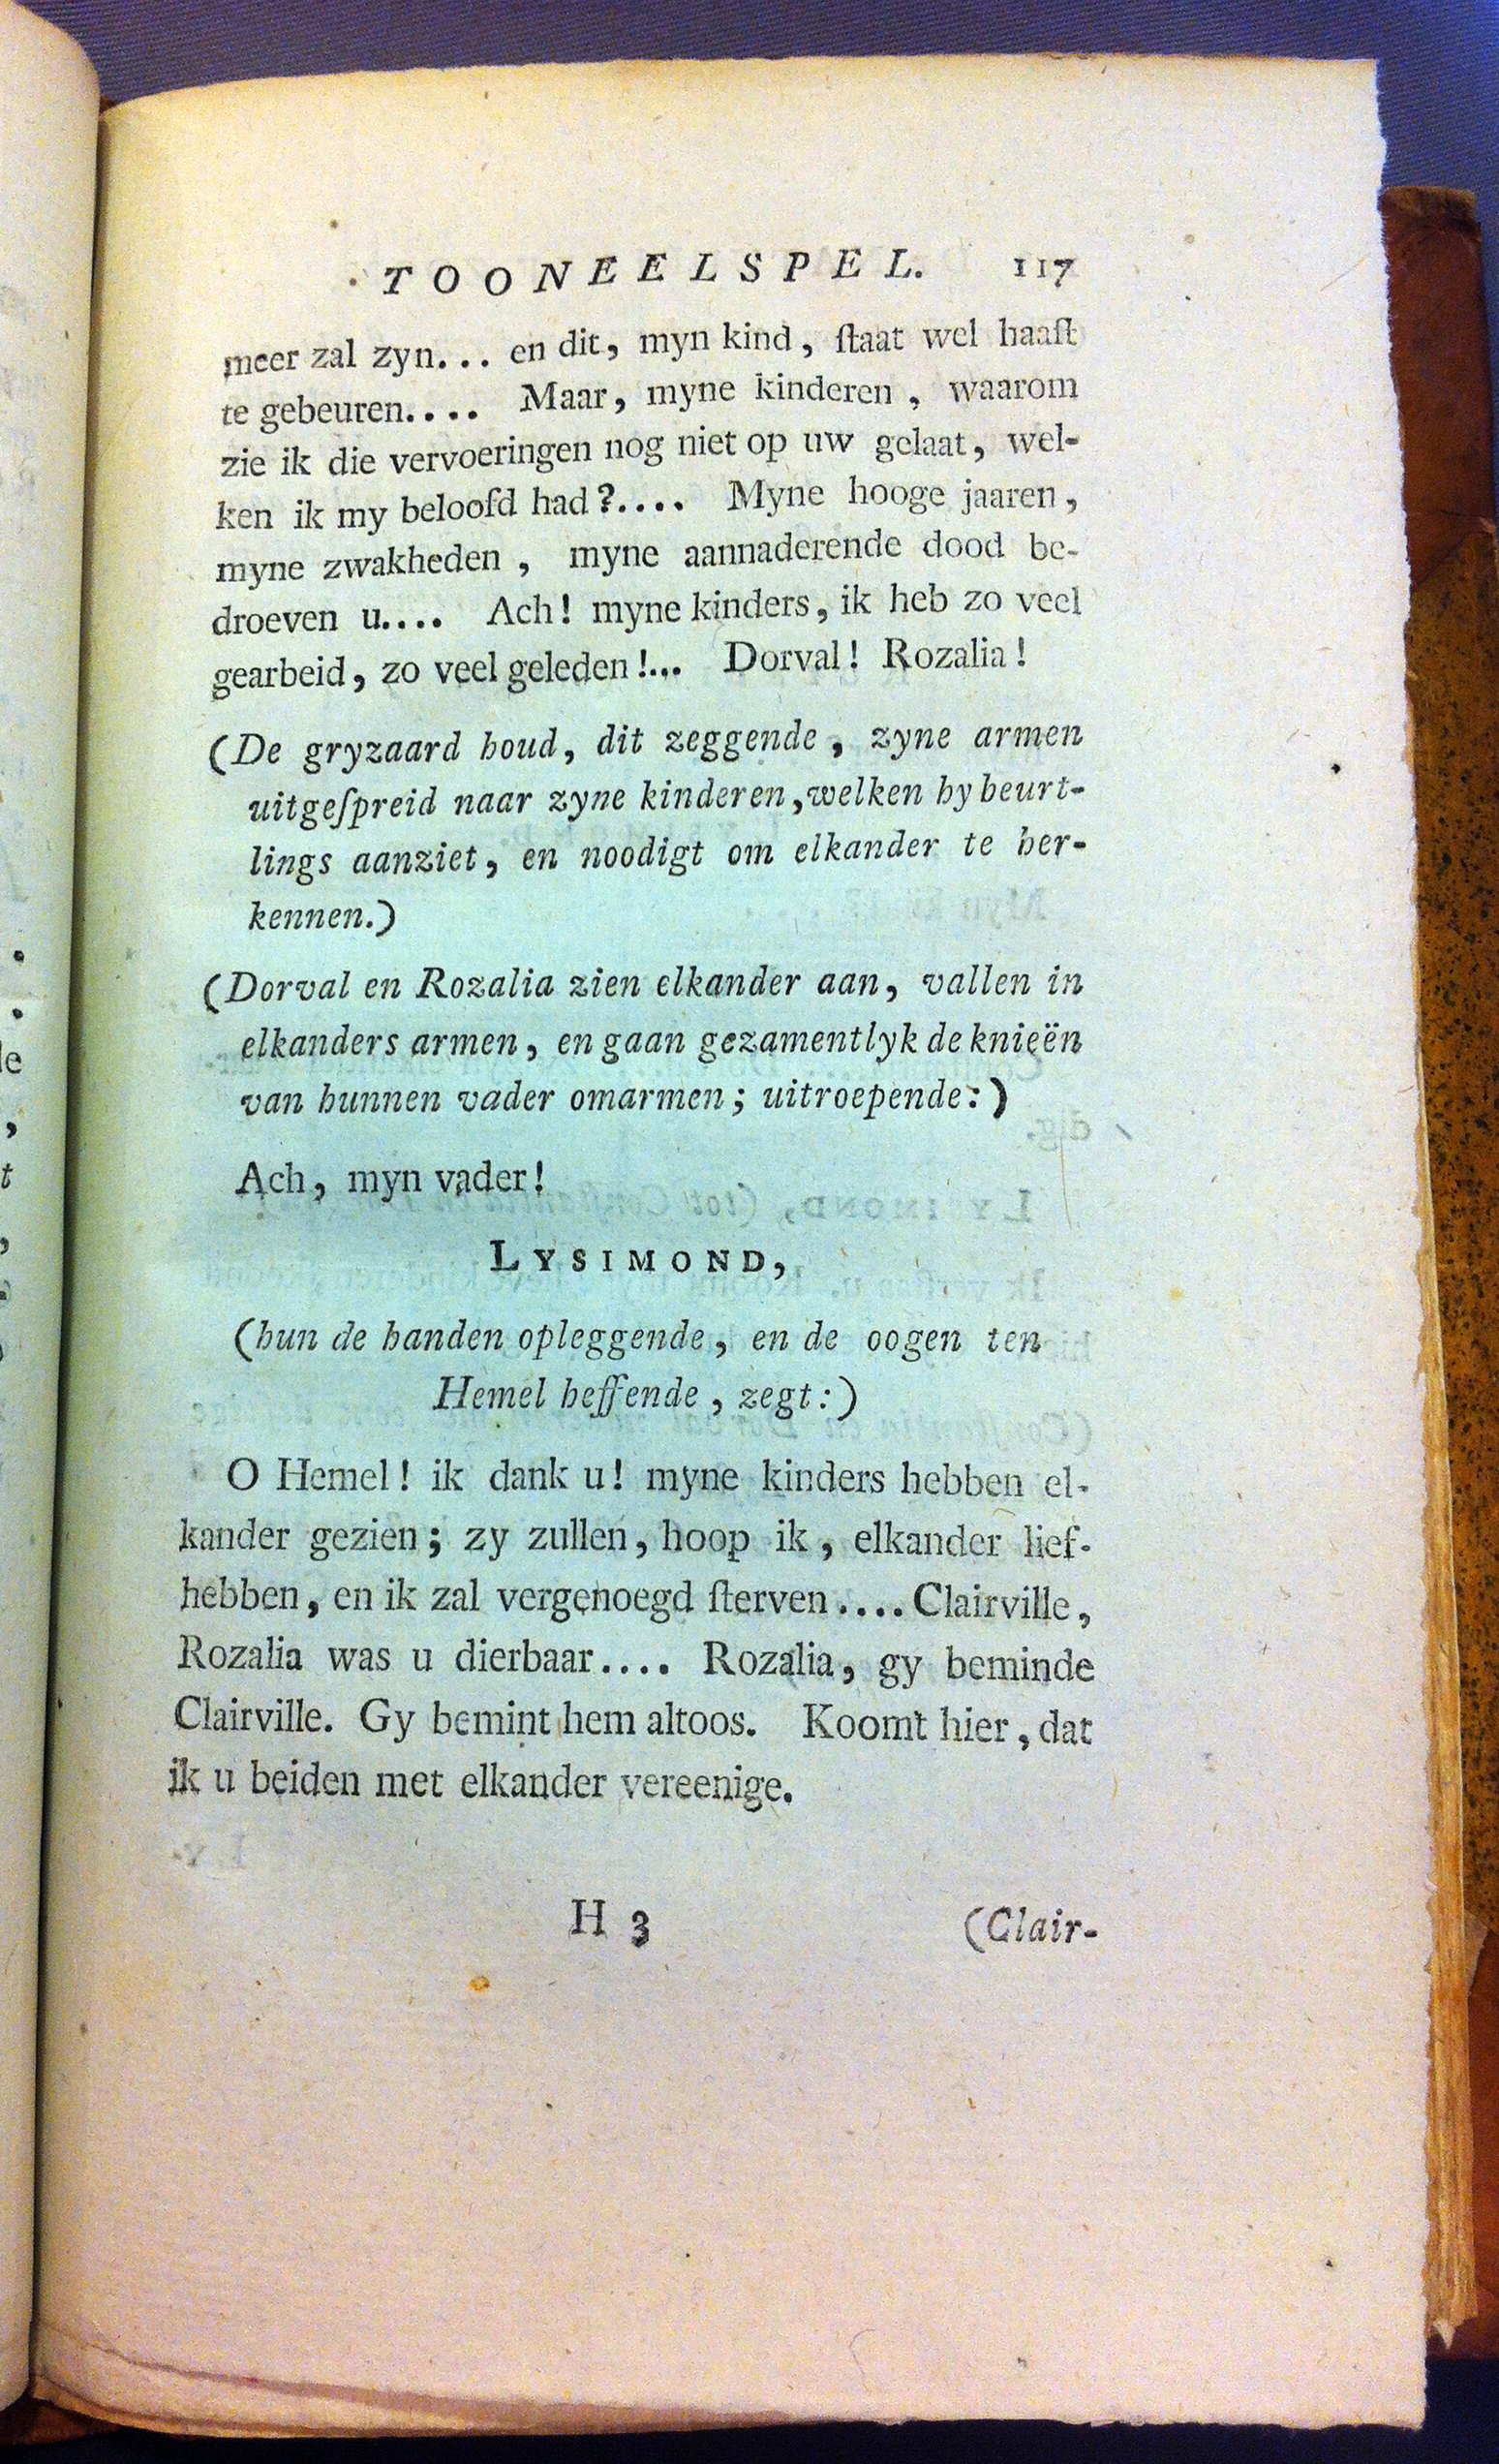 TOONEELSPEL. 117
meer zal zyn... en dit, myn kind, ſtaat wel haaſt
te gebeuren.... Maar, myne kinderen, waarom
zie ik die vervoeringen nog niet op uw gelaat, wel-
ken ik my beloofd had?.... Myne hooge jaaren,
myne zwakheden, myne aannaderende dood be-
droeven u.... Ach! myne kinders, ik heb zo veel
gearbeid, zo veel geleden!... Dorval! Rozalia!
(De gryzaard houd, dit zeggende, zyne armen
uitgeſpreid naar zyne kinderen, welken hy beurt-
lings aanziet, en noodigt om elkander te her-
kennen.)
(Dorval en Rozalia zien elkander aan, vallen in
elkanders armen, en gaan gezamentlyk de knieën
van hunnen vader omarmen; uitroepende:)
Ach, myn vader!
LYSIMOND,
(hun de handen opleggende, en de oogen ten
Hemel heffende, zegt:)
O Hemel! ik dank u! myne kinders hebben el-
kander gezien; zy zullen, hoop ik, elkander lief-
hebben, en ik zal vergenoegd ſterven.... Clairville,
Rozalia was u dierbaar.... Rozalia, gy beminde
Clairville. Gy bemint hem altoos. Koomt hier, dat
ik u beiden met elkander vereenige.
H 3 (Clair-